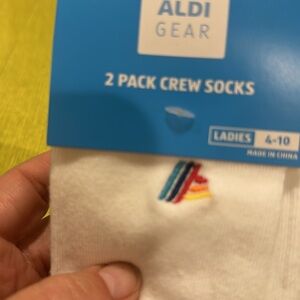 ALDI
GEAR
2 PACK CREW SOCKS
LADIES 4-10
MADE IN CHINA